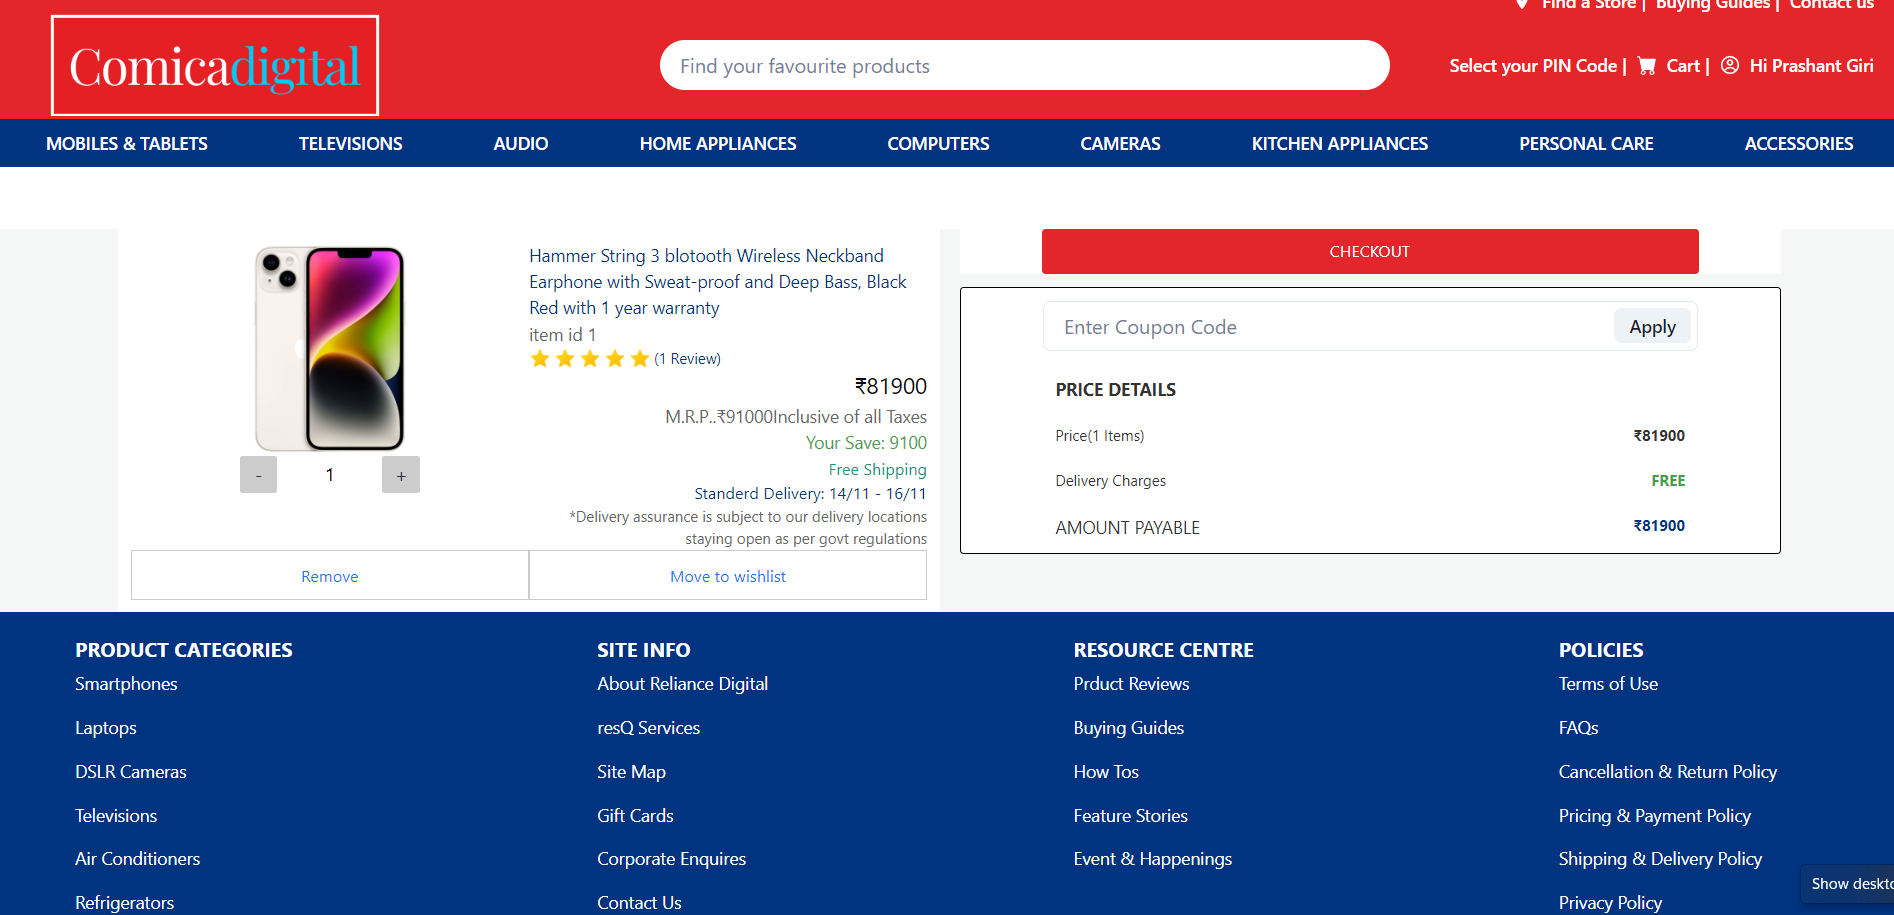 Find a Store | Buying Guides | Contact us
Comicadigital
Find your favourite products
Select your PIN Code | Cart | Hi Prashant Giri
MOBILES & TABLETS TELEVISIONS AUDIO HOME APPLIANCES COMPUTERS CAMERAS KITCHEN APPLIANCES PERSONAL CARE ACCESSORIES
Hammer String 3 blotooth Wireless Neckband
Earphone with Sweat-proof and Deep Bass, Black
Red with 1 year warranty
item id 1
(1 Review)
₹81900
M.R.P..₹91000Inclusive of all Taxes
Your Save: 9100
Free Shipping
Standerd Delivery: 14/11 - 16/11
*Delivery assurance is subject to our delivery locations
staying open as per govt regulations
- 1 +
Remove Move to wishlist
CHECKOUT
Enter Coupon Code Apply
PRICE DETAILS
Price(1 Items) ₹81900
Delivery Charges FREE
AMOUNT PAYABLE ₹81900
PRODUCT CATEGORIES
Smartphones
Laptops
DSLR Cameras
Televisions
Air Conditioners
Refrigerators
SITE INFO
About Reliance Digital
resQ Services
Site Map
Gift Cards
Corporate Enquires
Contact Us
RESOURCE CENTRE
Prduct Reviews
Buying Guides
How Tos
Feature Stories
Event & Happenings
POLICIES
Terms of Use
FAQs
Cancellation & Return Policy
Pricing & Payment Policy
Shipping & Delivery Policy
Privacy Policy
Show deskto